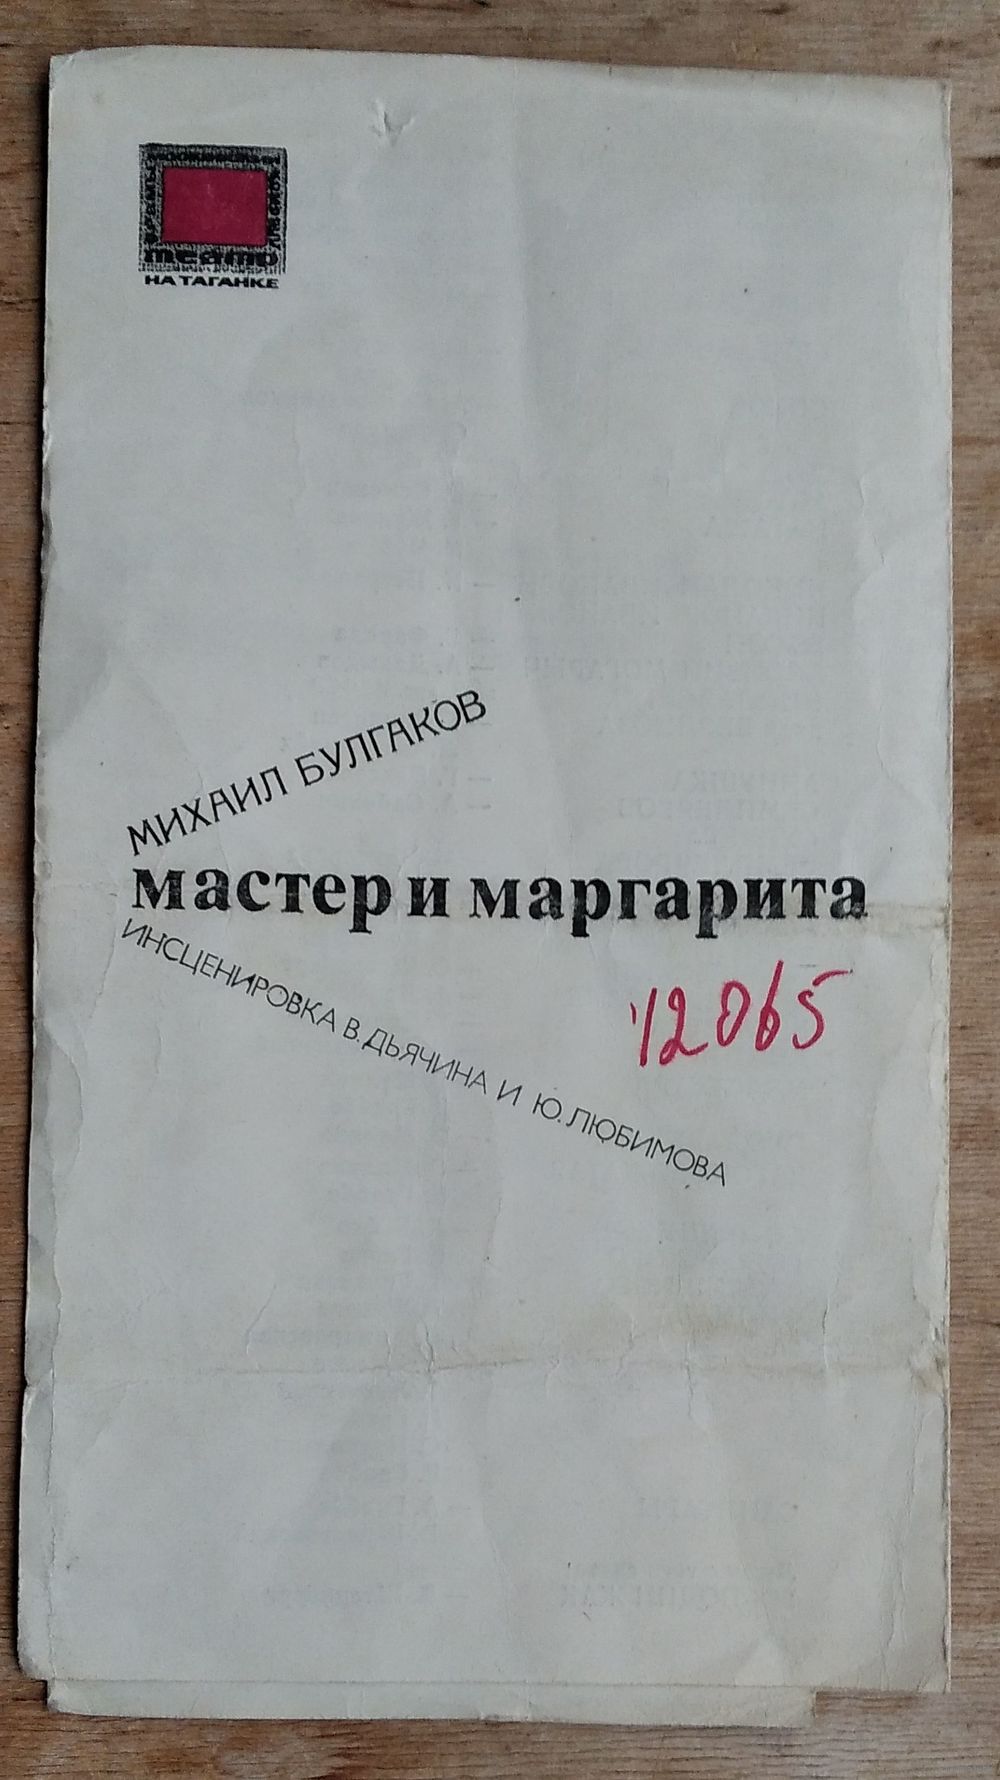 театр
НА ТАГАНКЕ
МИХАИЛ БУЛГАКОВ
мастер и маргарита
ИНСЦЕНИРОВКА В. ДЬЯЧИНА И Ю. ЛЮБИМОВА
12065